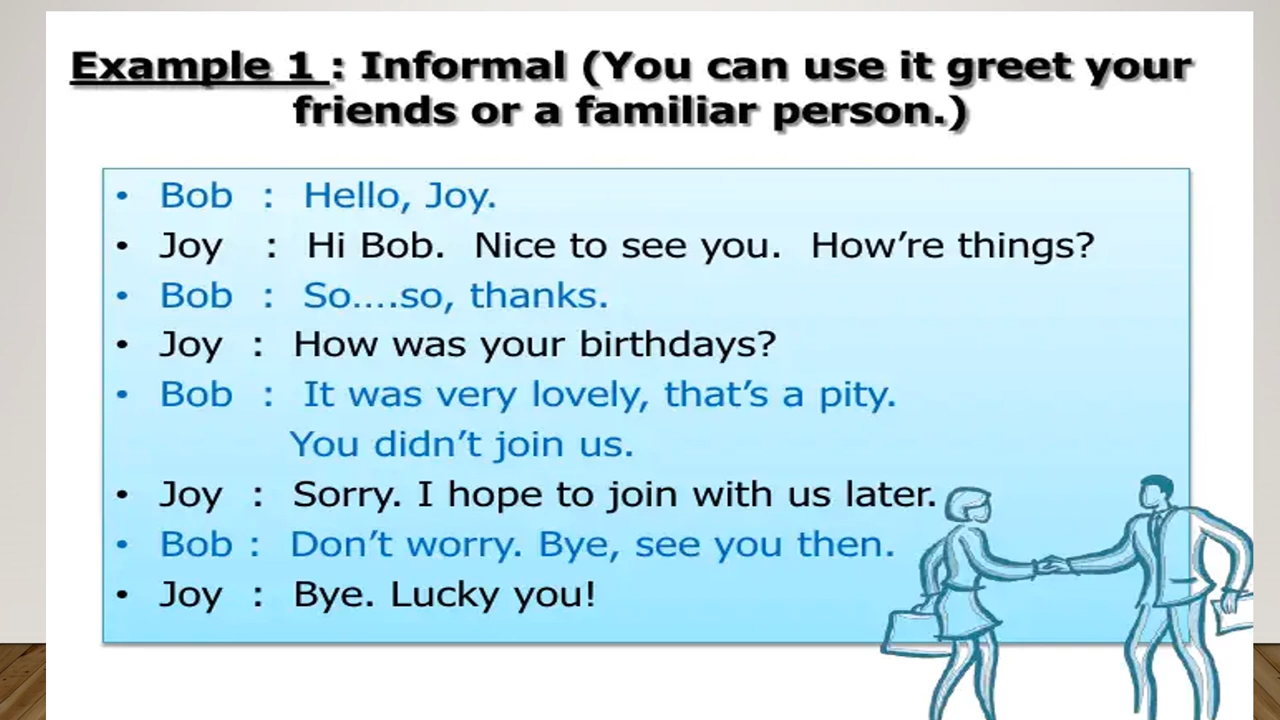 Example 1 : Informal (You can use it greet your
friends or a familiar person.)
• Bob : Hello, Joy.
• Joy : Hi Bob. Nice to see you. How’re things?
• Bob : So....so, thanks.
• Joy : How was your birthdays?
• Bob : It was very lovely, that’s a pity.
You didn’t join us.
• Joy : Sorry. I hope to join with us later.
• Bob : Don’t worry. Bye, see you then.
• Joy : Bye. Lucky you!